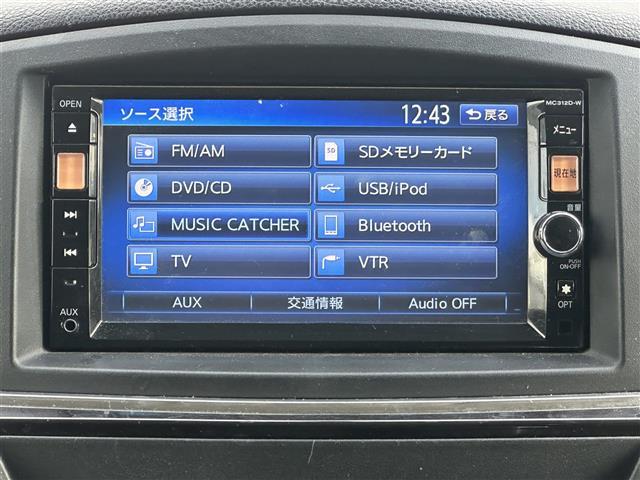 OPEN
MC312D-W
ソース選択
12:43
戻る
メニュー
FM/AM
SD
SDメモリーカード
DVD/CD
USB/iPod
現在地
MUSIC CATCHER
Bluetooth
音量
TV
VTR
PUSH
ON·OFF
AUX
交通情報
Audio OFF
AUX
OPT